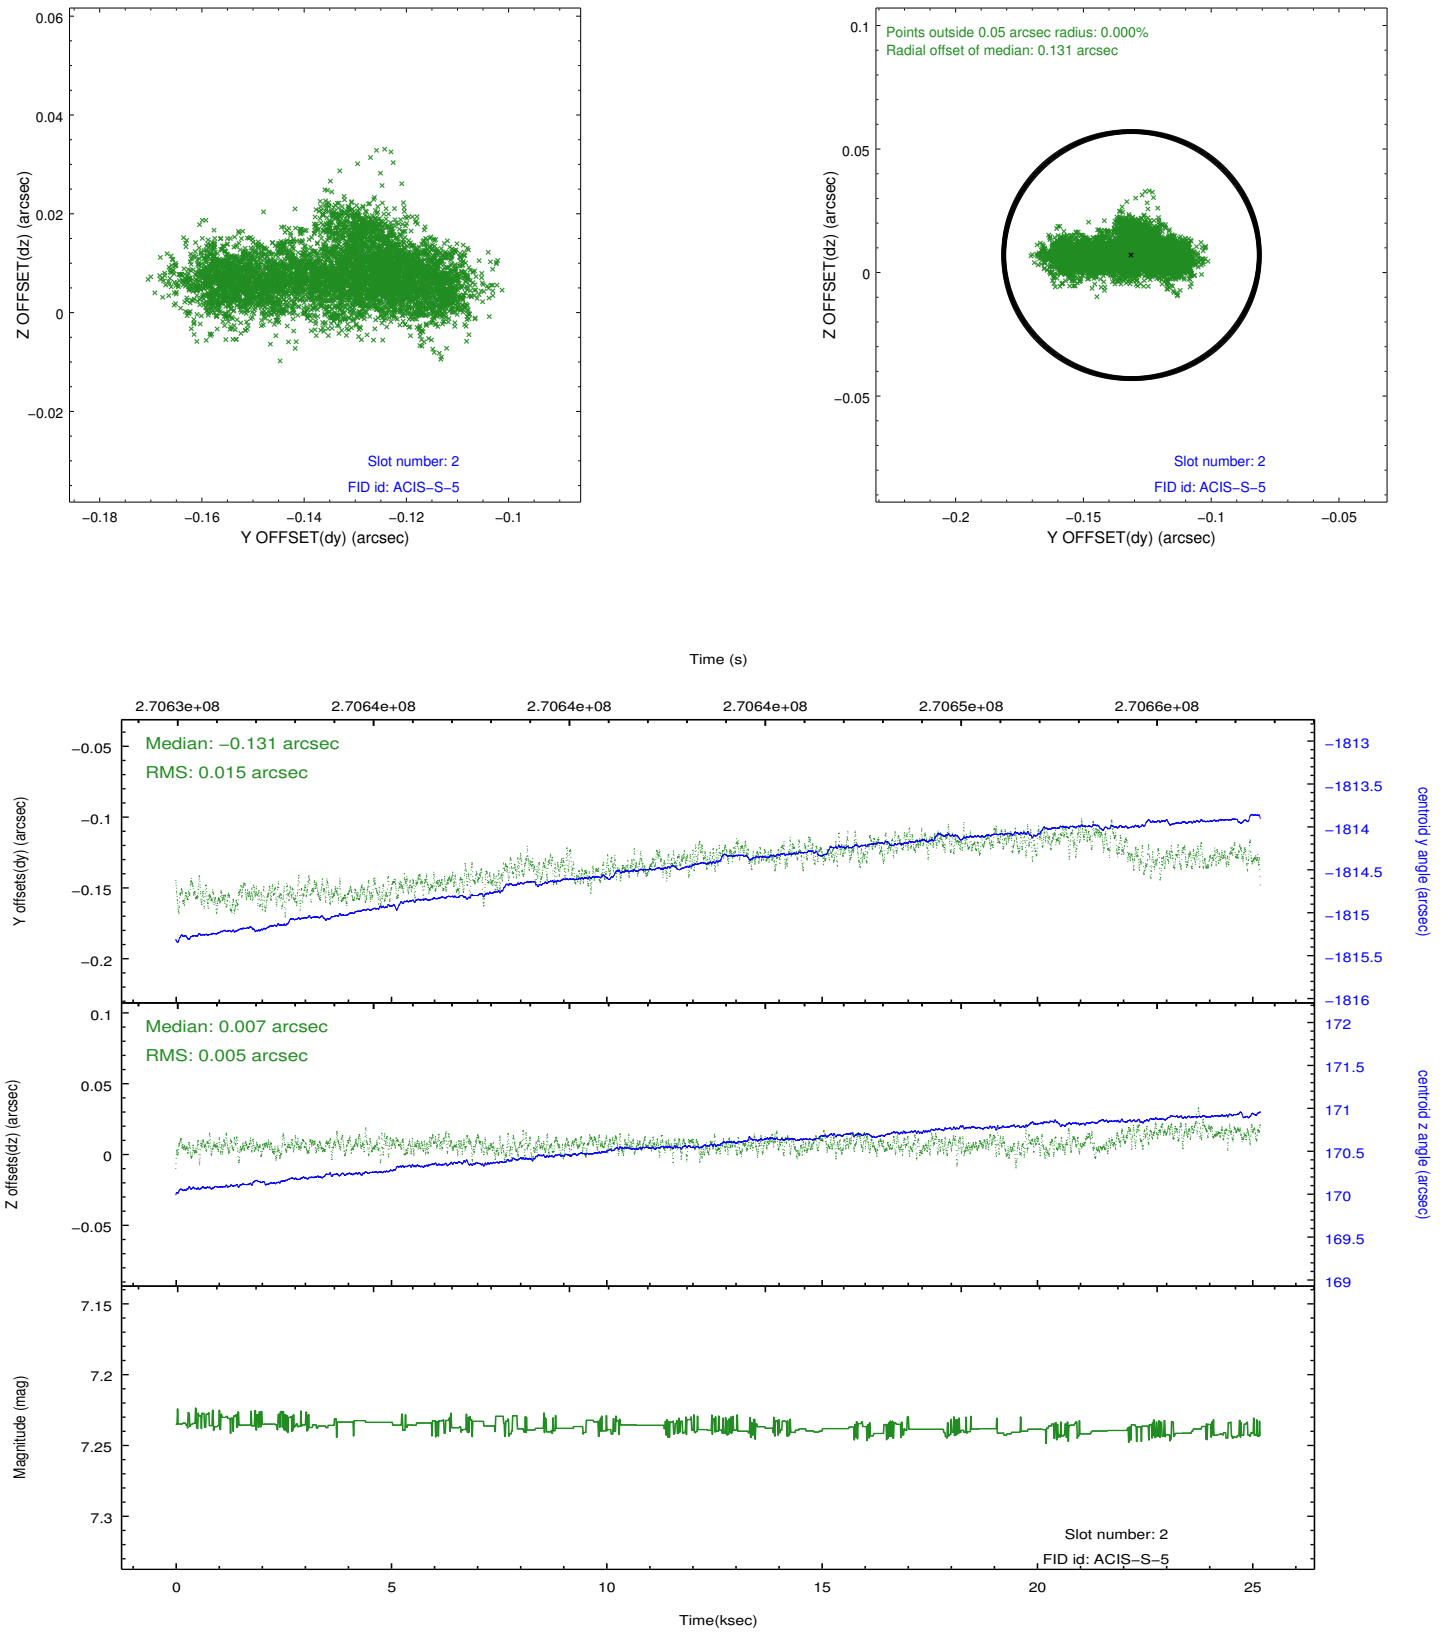 0.06
0.04
0.02
0
−0.02
Z OFFSET(dz) (arcsec)
Slot number: 2
FID id: ACIS−S−5
−0.18
−0.16
−0.14
−0.12
−0.1
Y OFFSET(dy) (arcsec)
0.1
0.05
0
−0.05
Z OFFSET(dz) (arcsec)
Points outside 0.05 arcsec radius: 0.000%
Radial offset of median: 0.131 arcsec
Slot number: 2
FID id: ACIS−S−5
−0.2
−0.15
−0.1
−0.05
Y OFFSET(dy) (arcsec)
Time (s)
2.7063e+08
2.7064e+08
2.7064e+08
2.7064e+08
2.7065e+08
2.7066e+08
Median: −0.131 arcsec
RMS: 0.015 arcsec
−0.05
−0.1
−0.15
−0.2
Y offsets(dy) (arcsec)
−1813
−1813.5
−1814
−1814.5
−1815
−1815.5
−1816
centroid y angle (arcsec)
Median: 0.007 arcsec
RMS: 0.005 arcsec
0.1
0.05
0
−0.05
Z offsets(dz) (arcsec)
172
171.5
171
170.5
170
169.5
169
centroid z angle (arcsec)
7.15
7.2
7.25
7.3
Magnitude (mag)
Slot number: 2
FID id: ACIS−S−5
0
5
10
15
20
25
Time(ksec)